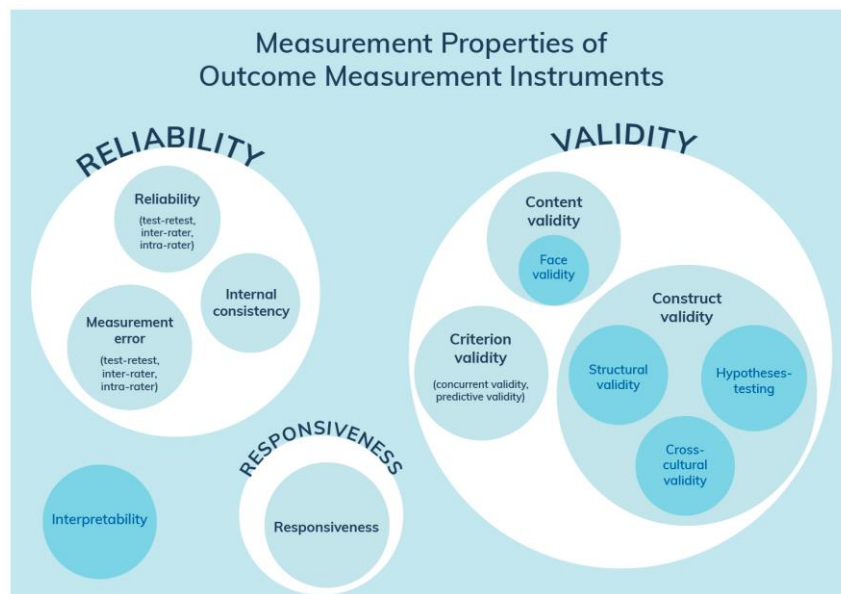 Measurement Properties of
Outcome Measurement Instruments
RELIABILITY
Reliability
(test-retest,
inter-rater,
intra-rater)
Internal
consistency
Measurement
error
(test-retest,
inter-rater,
intra-rater)
VALIDITY
Content
validity
Face
validity
Criterion
validity
(concurrent validity,
predictive validity)
Construct
validity
Structural
validity
Hypotheses-
testing
Cross-
cultural
validity
Interpretability
RESPONSIVENESS
Responsiveness